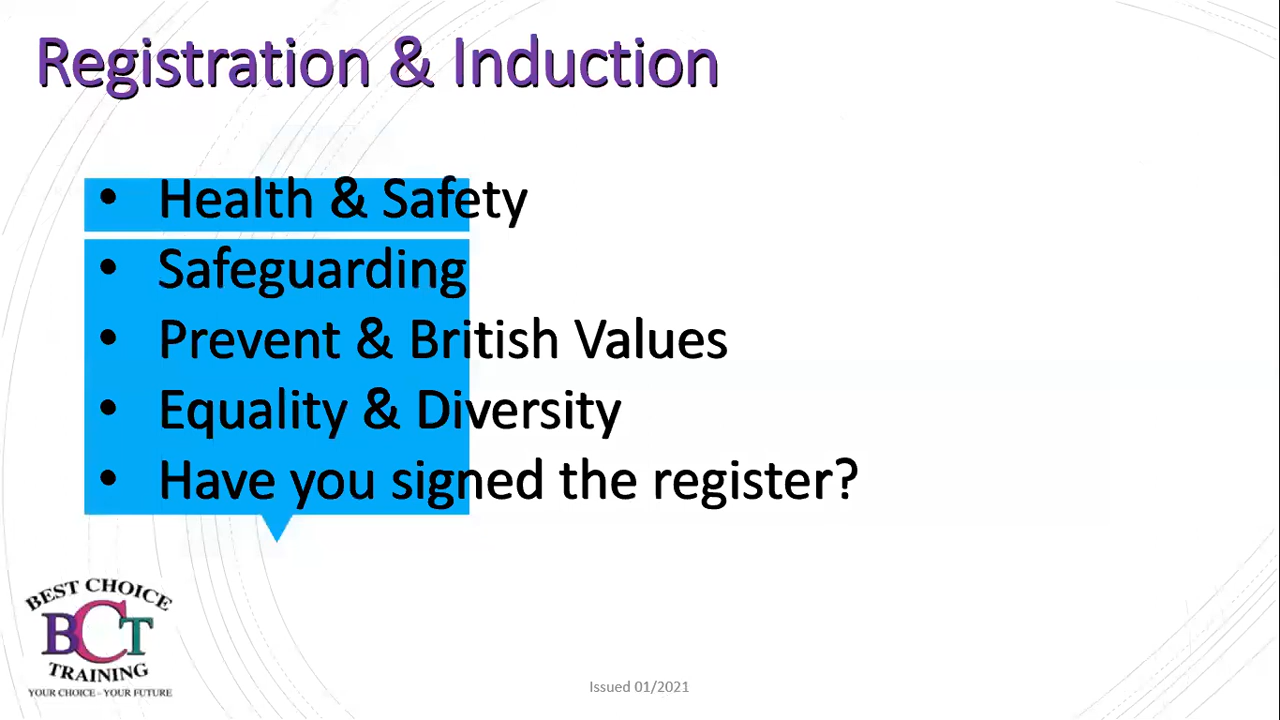 Registration & Induction
• Health & Safety
• Safeguarding
• Prevent & British Values
• Equality & Diversity
• Have you signed the register?
BEST CHOICE
BCT
TRAINING
YOUR CHOICE - YOUR FUTURE
Issued 01/2021